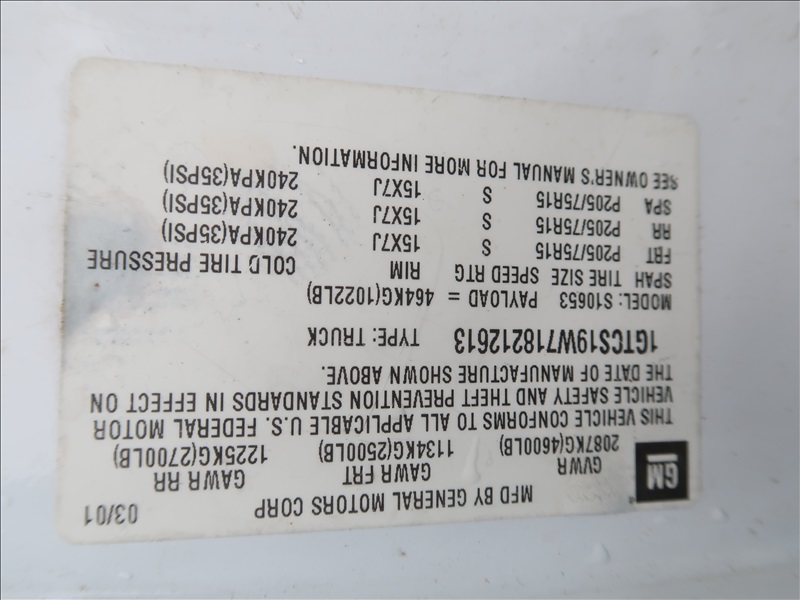 MFD BY GENERAL MOTORS CORP 03/01
GM
GVWR GAWR FRT GAWR RR
2087KG(4600LB) 1134KG(2500LB) 1225KG(2700LB)
THIS VEHICLE CONFORMS TO ALL APPLICABLE U.S. FEDERAL MOTOR
VEHICLE SAFETY AND THEFT PREVENTION STANDARDS IN EFFECT ON
THE DATE OF MANUFACTURE SHOWN ABOVE.
1GTCS19W718212613 TYPE: TRUCK
MODEL: S10653 PAYLOAD = 464KG(1022LB)
SPAH TIRE SIZE SPEED RTG RIM COLD TIRE PRESSURE
FRT P205/75R15 S 15X7J 240KPA(35PSI)
RR P205/75R15 S 15X7J 240KPA(35PSI)
SPA P205/75R15 S 15X7J 240KPA(35PSI)
SEE OWNER'S MANUAL FOR MORE INFORMATION.